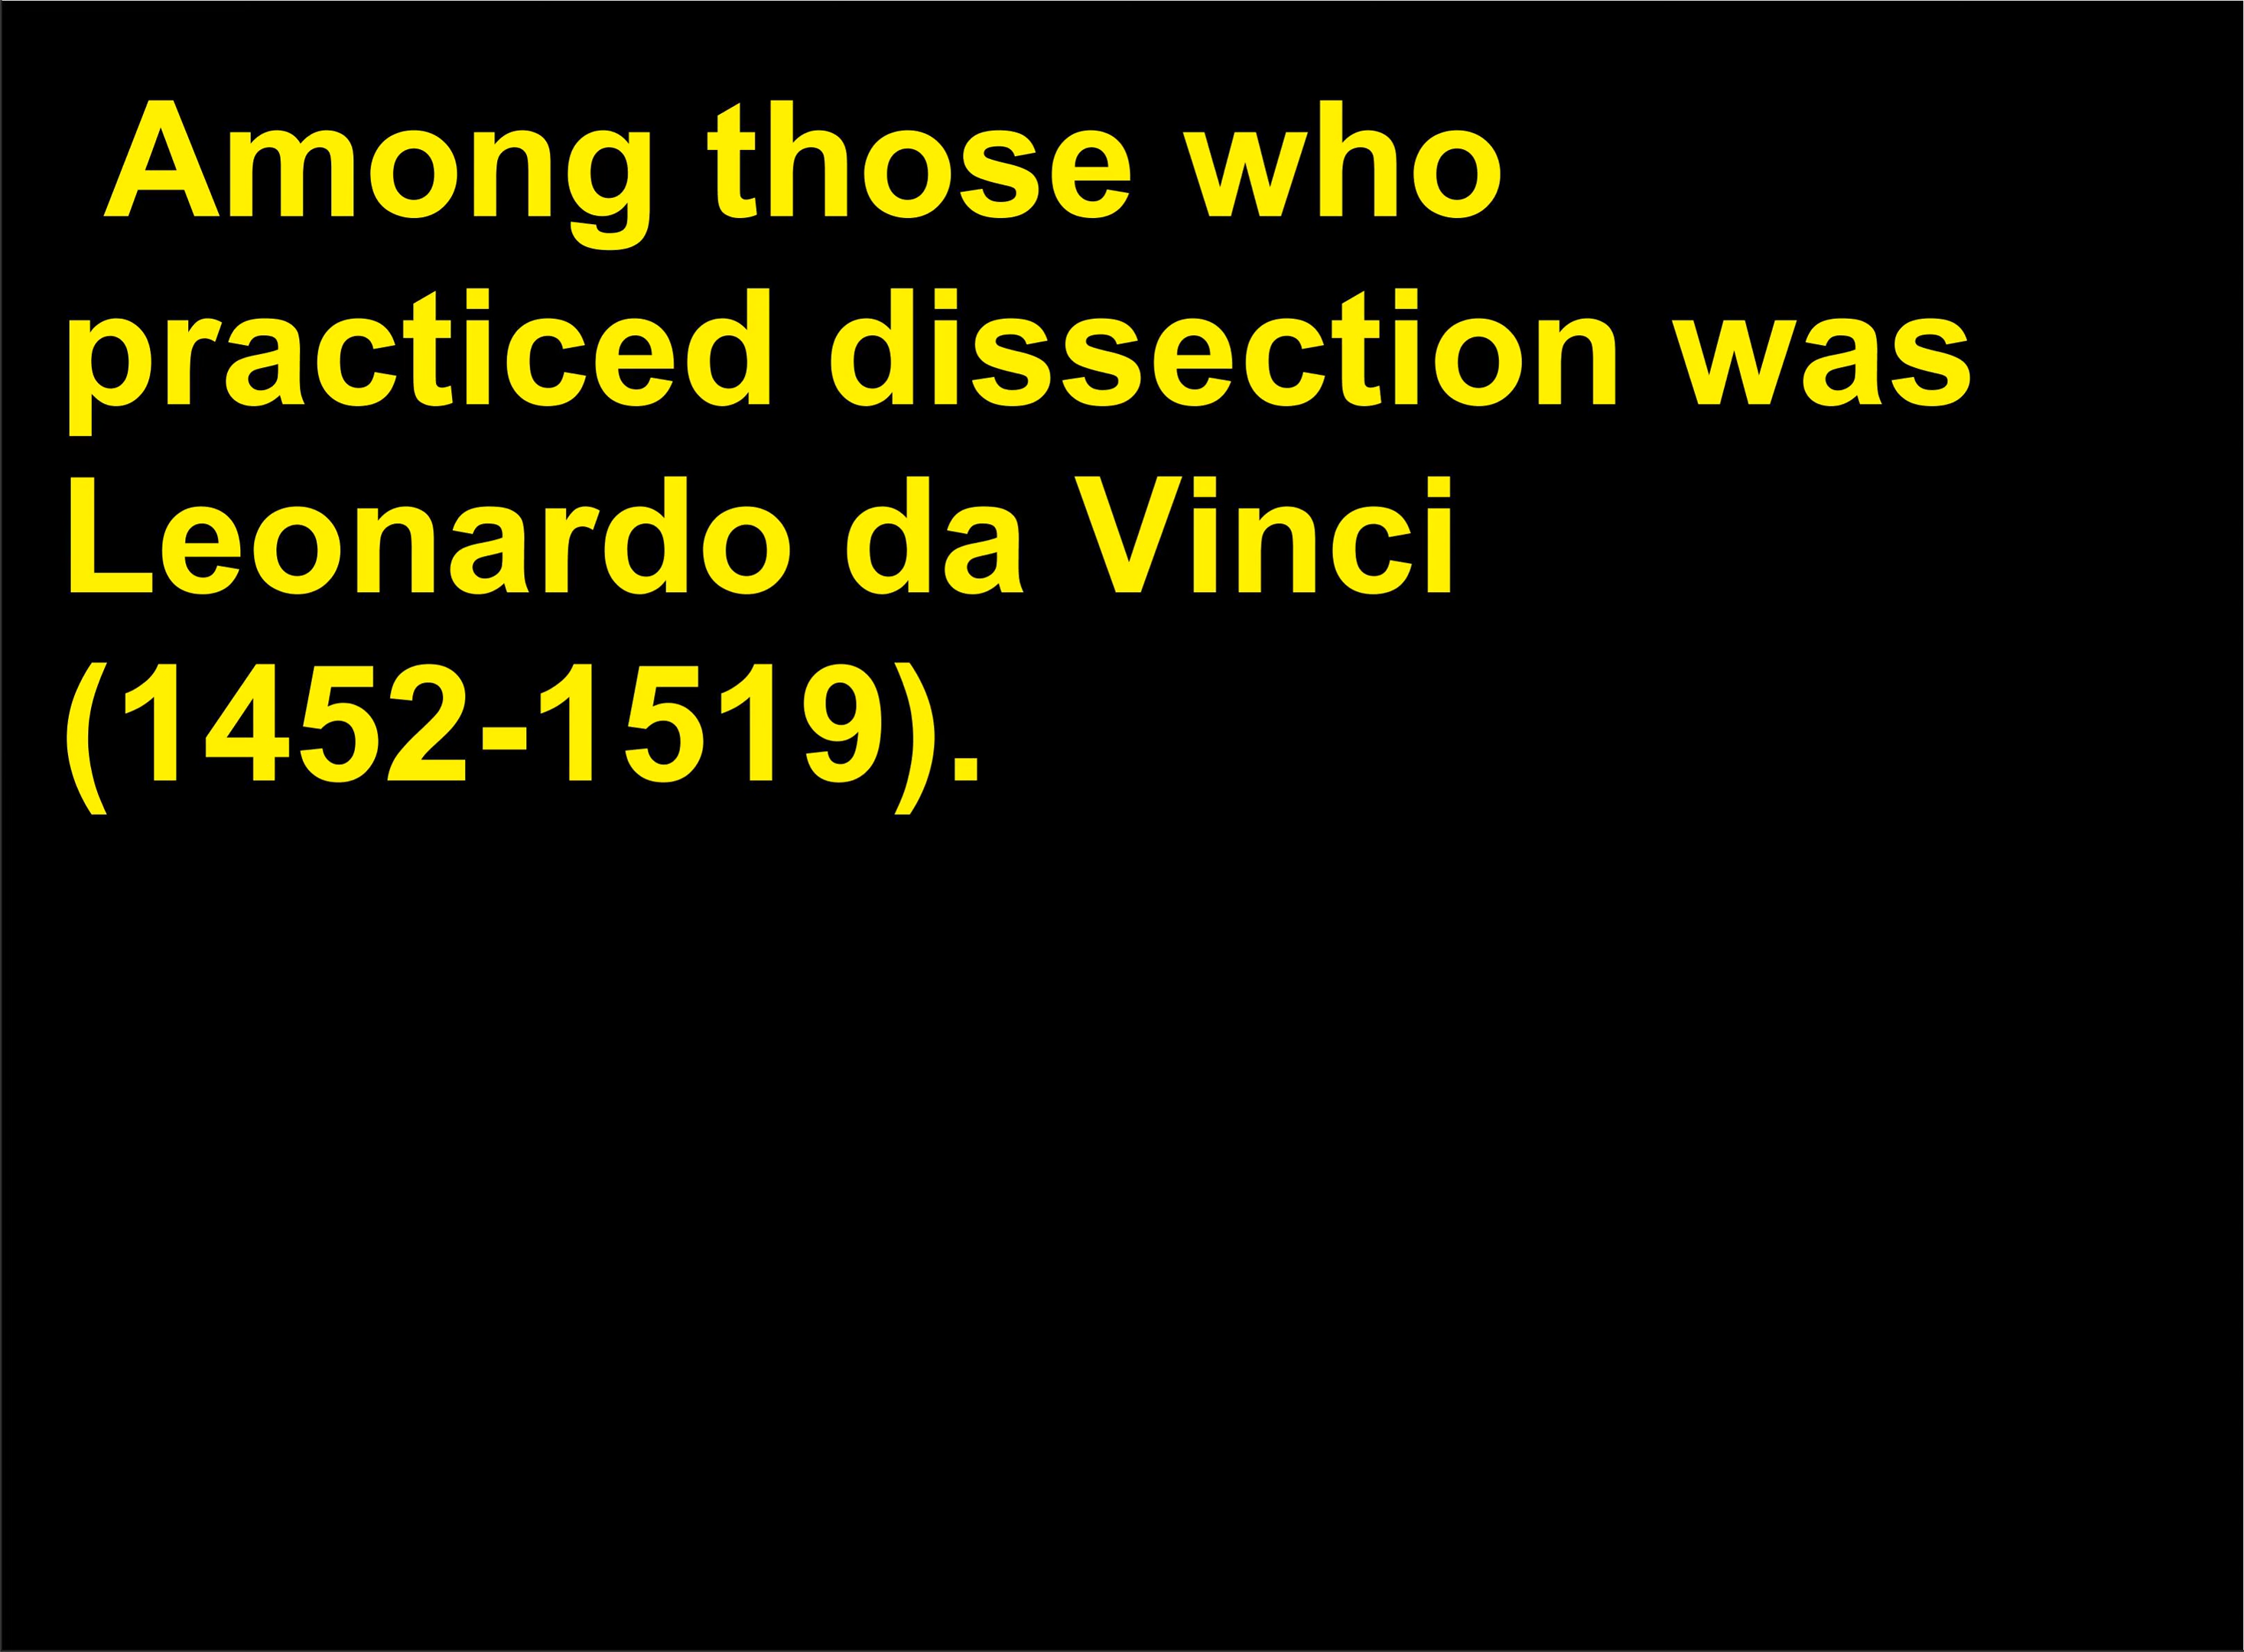 Among those who
practiced dissection was
Leonardo da Vinci
(1452-1519).